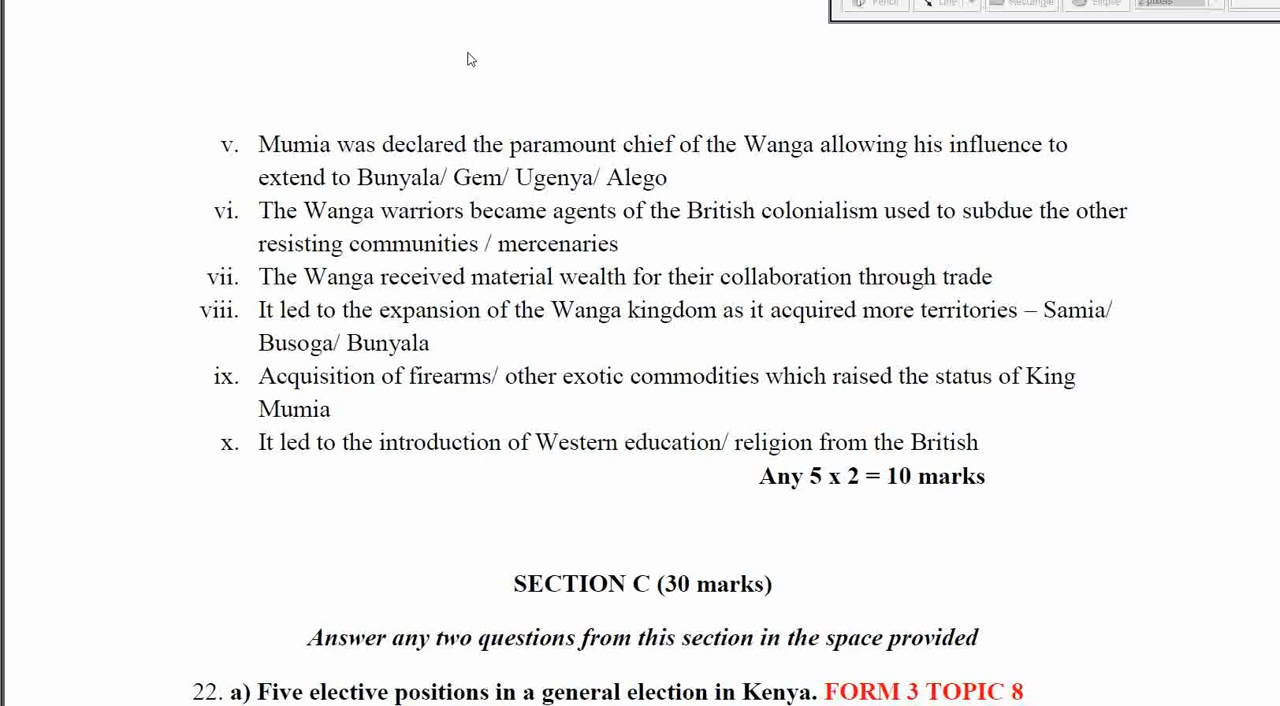 Pencil Line Rectangle Ellipse 2 pixels
v. Mumia was declared the paramount chief of the Wanga allowing his influence to
extend to Bunyala/ Gem/ Ugenya/ Alego
vi. The Wanga warriors became agents of the British colonialism used to subdue the other
resisting communities / mercenaries
vii. The Wanga received material wealth for their collaboration through trade
viii. It led to the expansion of the Wanga kingdom as it acquired more territories – Samia/
Busoga/ Bunyala
ix. Acquisition of firearms/ other exotic commodities which raised the status of King
Mumia
x. It led to the introduction of Western education/ religion from the British
Any 5 x 2 = 10 marks
SECTION C (30 marks)
Answer any two questions from this section in the space provided
22. a) Five elective positions in a general election in Kenya. FORM 3 TOPIC 8